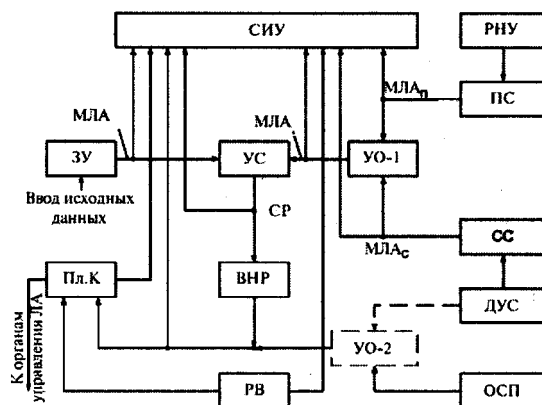 СИУ
РНУ
МЛАп
ПС
МЛА
МЛА
ЗУ
УС
УО-1
Ввод исходных
данных
СР
МЛАс
СС
Пл.К
ВНР
ДУС
УО-2
К органам
управления ЛА
РВ
ОСП